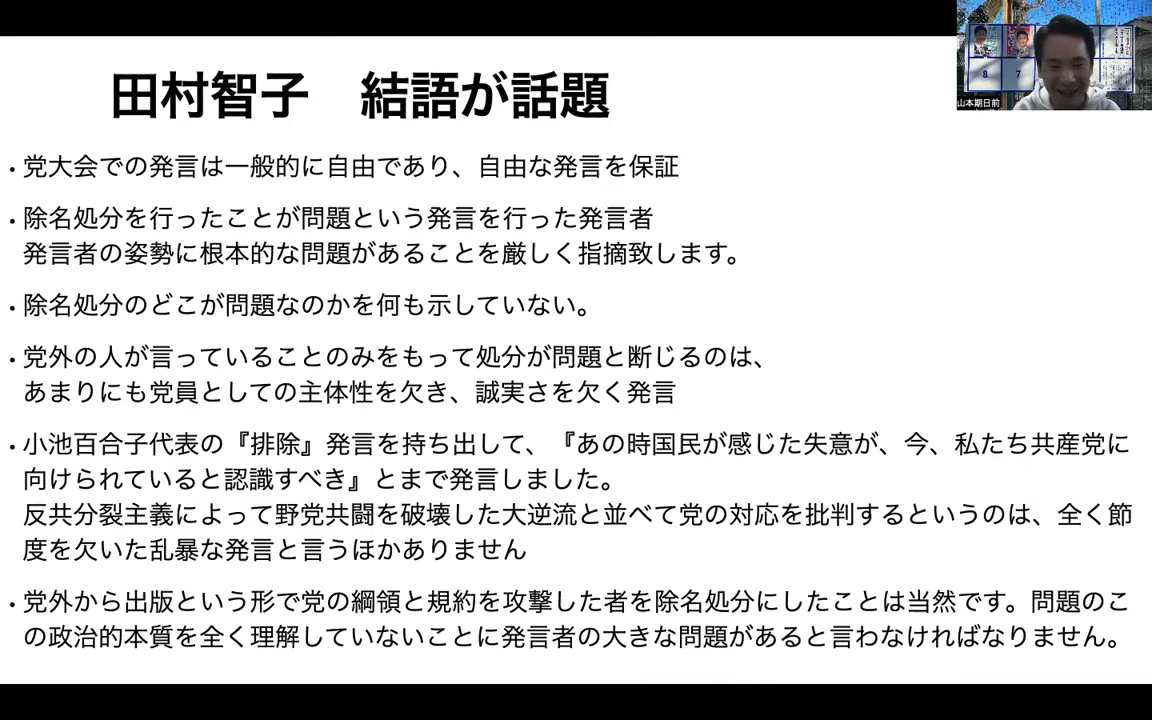 田村智子　結語が話題
・党大会での発言は一般的に自由であり、自由な発言を保証
・除名処分を行ったことが問題という発言を行った発言者
発言者の姿勢に根本的な問題があることを厳しく指摘致します。
・除名処分のどこが問題なのかを何も示していない。
・党外の人が言っていることのみをもって処分が問題と断じるのは、
あまりにも党員としての主体性を欠き、誠実さを欠く発言
・小池百合子代表の『排除』発言を持ち出して、『あの時国民が感じた失意が、今、私たち共産党に
向けられていると認識すべき』とまで発言しました。
反共分裂主義によって野党共闘を破壊した大逆流と並べて党の対応を批判するというのは、全く節
度を欠いた乱暴な発言と言うほかありません
・党外から出版という形で党の綱領と規約を攻撃した者を除名処分にしたことは当然です。問題のこ
の政治的本質を全く理解していないことに発言者の大きな問題があると言わなければなりません。
8
7
山本期日前